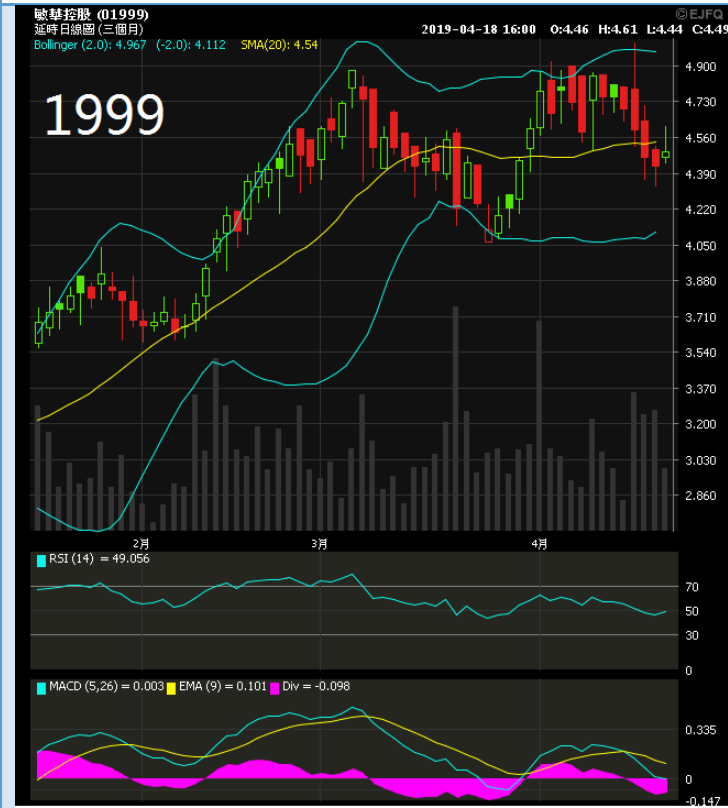 敏華控股 (01999)
©EJFQ
延時日線圖 (三個月)
2019-04-18 16:00 O:4.46 H:4.61 L:4.44 C:4.49
Bollinger (2.0): 4.967 (-2.0): 4.112 SMA(20): 4.54
1999
4.900
4.730
4.560
4.390
4.220
4.050
3.880
3.710
3.540
3.370
3.200
3.030
2.860
2月 3月 4月
RSI (14) = 49.056
70
50
30
0
MACD (5,26) = 0.003 EMA (9) = 0.101 Div = -0.098
0.335
0
-0.147